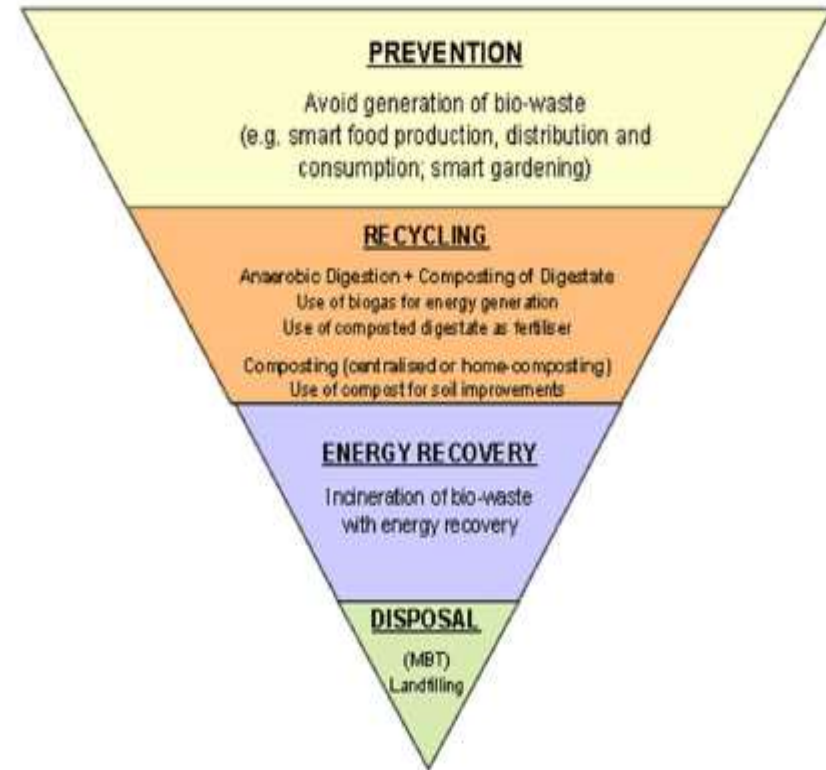 PREVENTION
Avoid generation of bio-waste
(e.g. smart food production, distribution and
consumption; smart gardening)
RECYCLING
Anaerobic Digestion + Composting of Digestate
Use of biogas for energy generation
Use of composted digestate as fertiliser
Composting (centralised or home-composting)
Use of compost for soil improvements
ENERGY RECOVERY
Incineration of bio-waste
with energy recovery
DISPOSAL
(MBT)
Landfilling